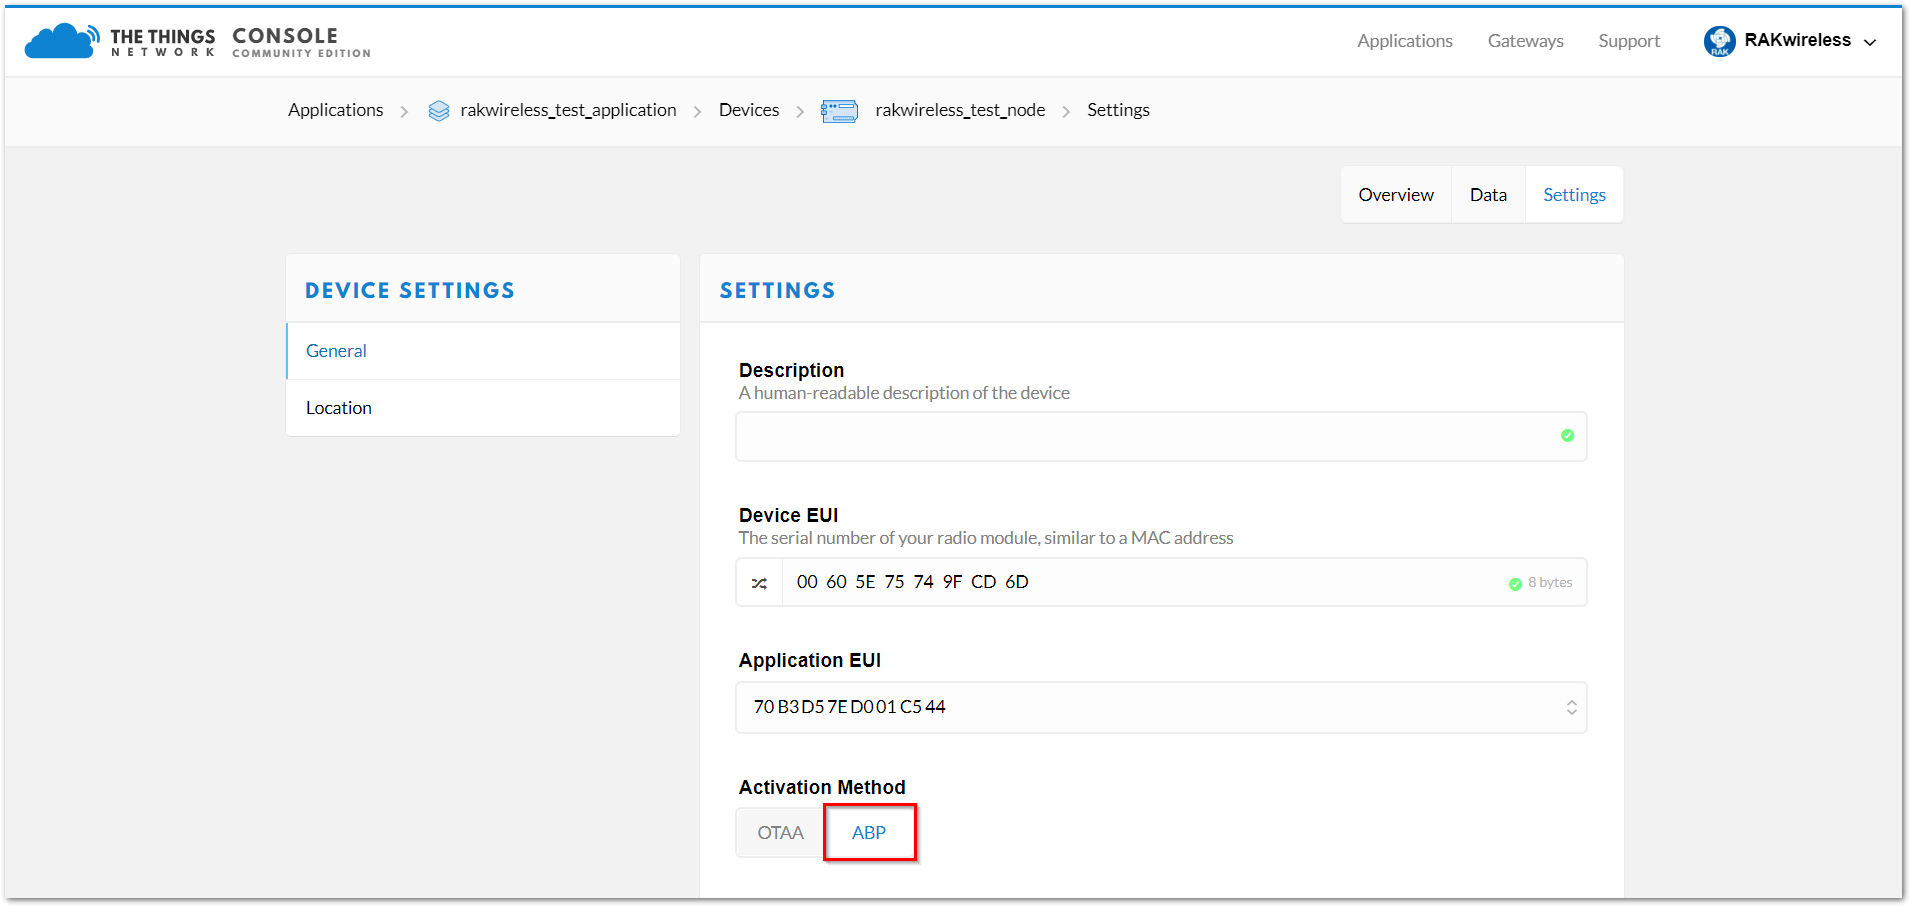 THE THINGS
NETWORK
CONSOLE
COMMUNITY EDITION
Applications
Gateways
Support
RAK
RAKwireless
Applications
rakwireless_test_application
Devices
rakwireless_test_node
Settings
Overview
Data
Settings
DEVICE SETTINGS
General
Location
SETTINGS
Description
A human-readable description of the device
Device EUI
The serial number of your radio module, similar to a MAC address
00 60 5E 75 74 9F CD 6D
8 bytes
Application EUI
70 B3 D5 7E D0 01 C5 44
Activation Method
OTAA
ABP